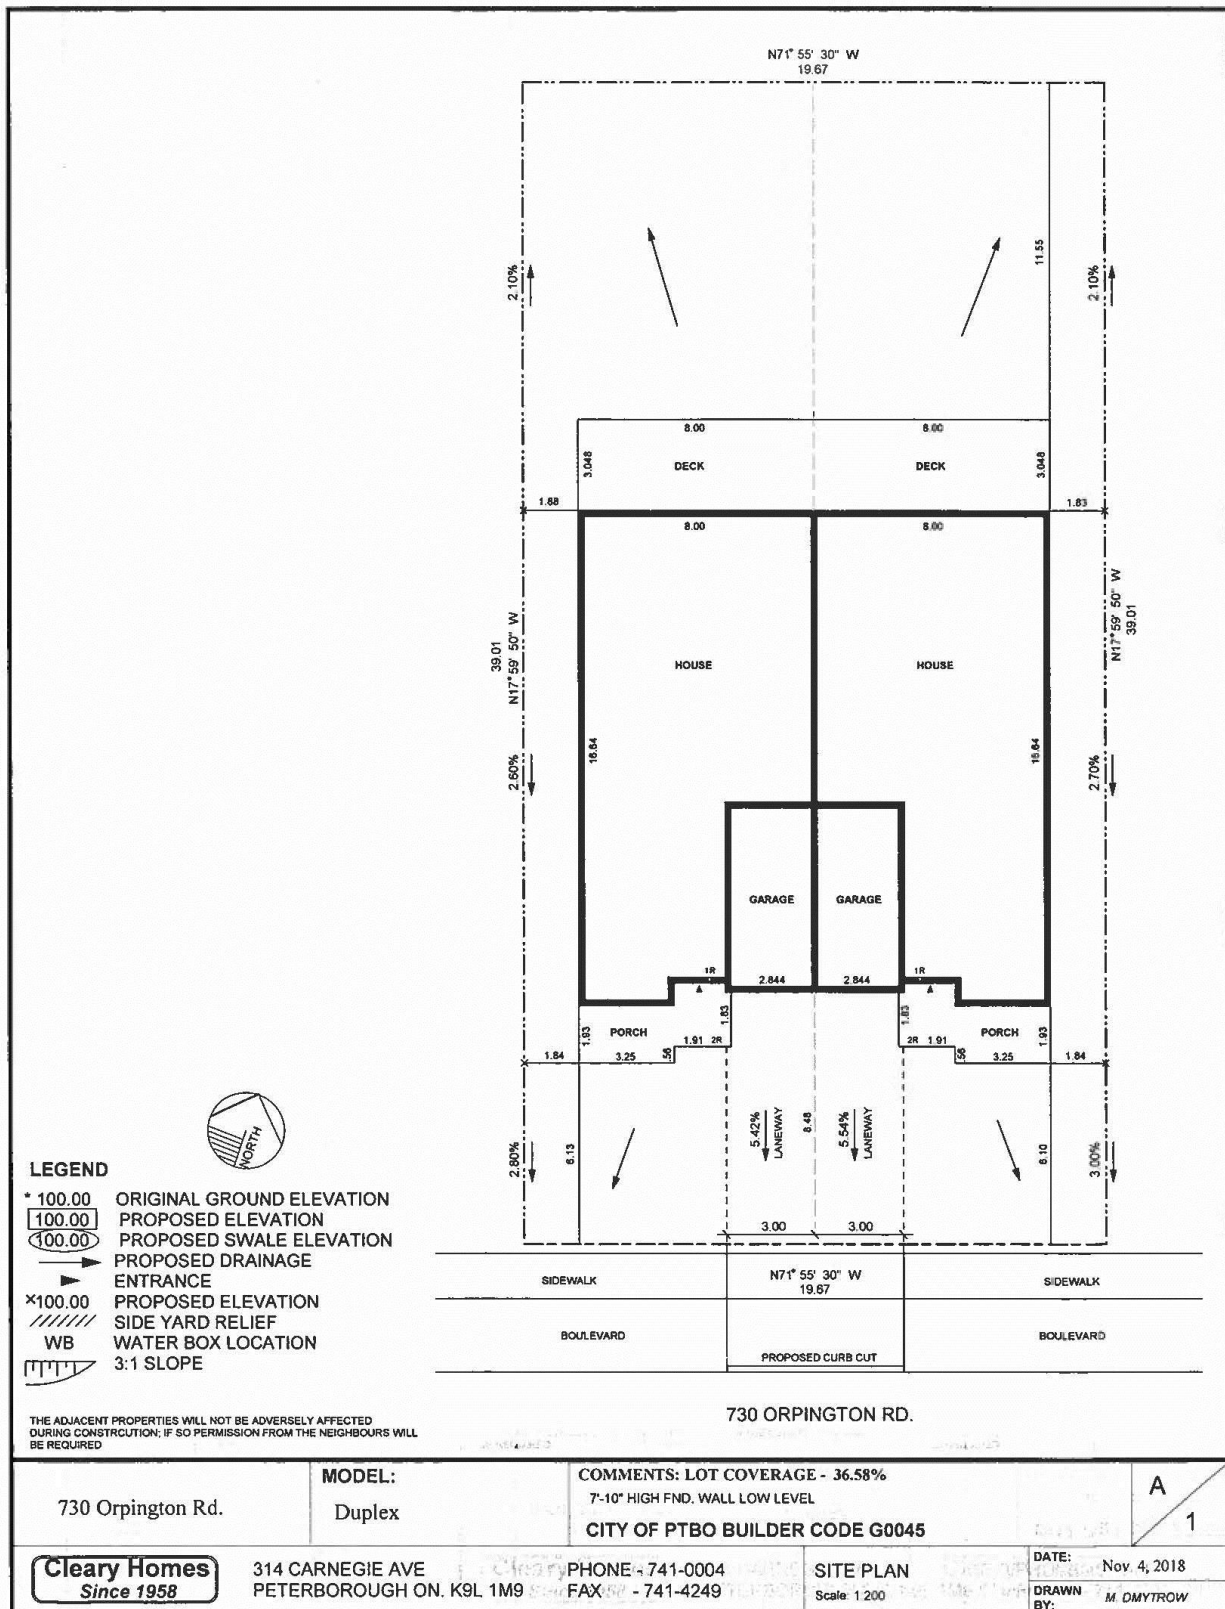 N71° 55' 30" W
19.67
11.55
2.10%
2.10%
8.00
8.00
3.048
DECK
DECK
3.048
1.88
1.83
8.00
8.00
39.01
N17° 59' 50" W
N17° 59' 50" W
39.01
HOUSE
HOUSE
2.60%
2.70%
GARAGE
GARAGE
1R
2.844
2.844
1R
1.93
PORCH
1.83
1.83
PORCH
1.93
1.84
3.25
.56
1.91
2R
2R
1.91
.56
3.25
1.84
2.80%
6.13
5.42%
LANEWAY
8.48
5.54%
LANEWAY
6.10
3.00%
NORTH
3.00
3.00
LEGEND
* 100.00 ORIGINAL GROUND ELEVATION
100.00 PROPOSED ELEVATION
100.00 PROPOSED SWALE ELEVATION
PROPOSED DRAINAGE
ENTRANCE
×100.00 PROPOSED ELEVATION
SIDE YARD RELIEF
WB WATER BOX LOCATION
3:1 SLOPE
SIDEWALK
N71° 55' 30" W
19.67
SIDEWALK
BOULEVARD
BOULEVARD
PROPOSED CURB CUT
730 ORPINGTON RD.
THE ADJACENT PROPERTIES WILL NOT BE ADVERSELY AFFECTED
DURING CONSTRCUTION; IF SO PERMISSION FROM THE NEIGHBOURS WILL
BE REQUIRED
730 Orpington Rd.
MODEL:
Duplex
COMMENTS: LOT COVERAGE - 36.58%
7'-10" HIGH FND. WALL LOW LEVEL
CITY OF PTBO BUILDER CODE G0045
A
1
Cleary Homes
Since 1958
314 CARNEGIE AVE
PETERBOROUGH ON. K9L 1M9
PHONE - 741-0004
FAX - 741-4249
SITE PLAN
Scale: 1:200
DATE:
Nov. 4, 2018
DRAWN
BY:
M. DMYTROW